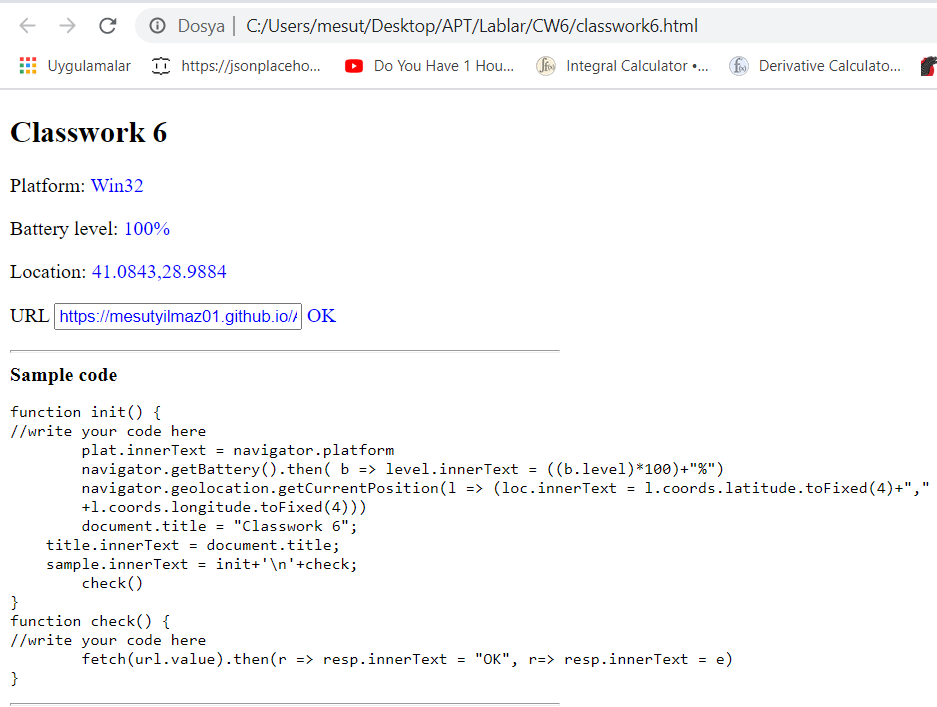 Dosya | C:/Users/mesut/Desktop/APT/Lablar/CW6/classwork6.html
Uygulamalar https://jsonplaceho... Do You Have 1 Hou... Integral Calculator •... Derivative Calculato...
Classwork 6
Platform: Win32
Battery level: 100%
Location: 41.0843,28.9884
URL https://mesutyilmaz01.github.io/ OK
Sample code
function init() {
//write your code here
        plat.innerText = navigator.platform
        navigator.getBattery().then( b => level.innerText = ((b.level)*100)+"%")
        navigator.geolocation.getCurrentPosition(l => (loc.innerText = l.coords.latitude.toFixed(4)+","
        +l.coords.longitude.toFixed(4)))
        document.title = "Classwork 6";
    title.innerText = document.title;
    sample.innerText = init+'\n'+check;
        check()
}
function check() {
//write your code here
        fetch(url.value).then(r => resp.innerText = "OK", r=> resp.innerText = e)
}